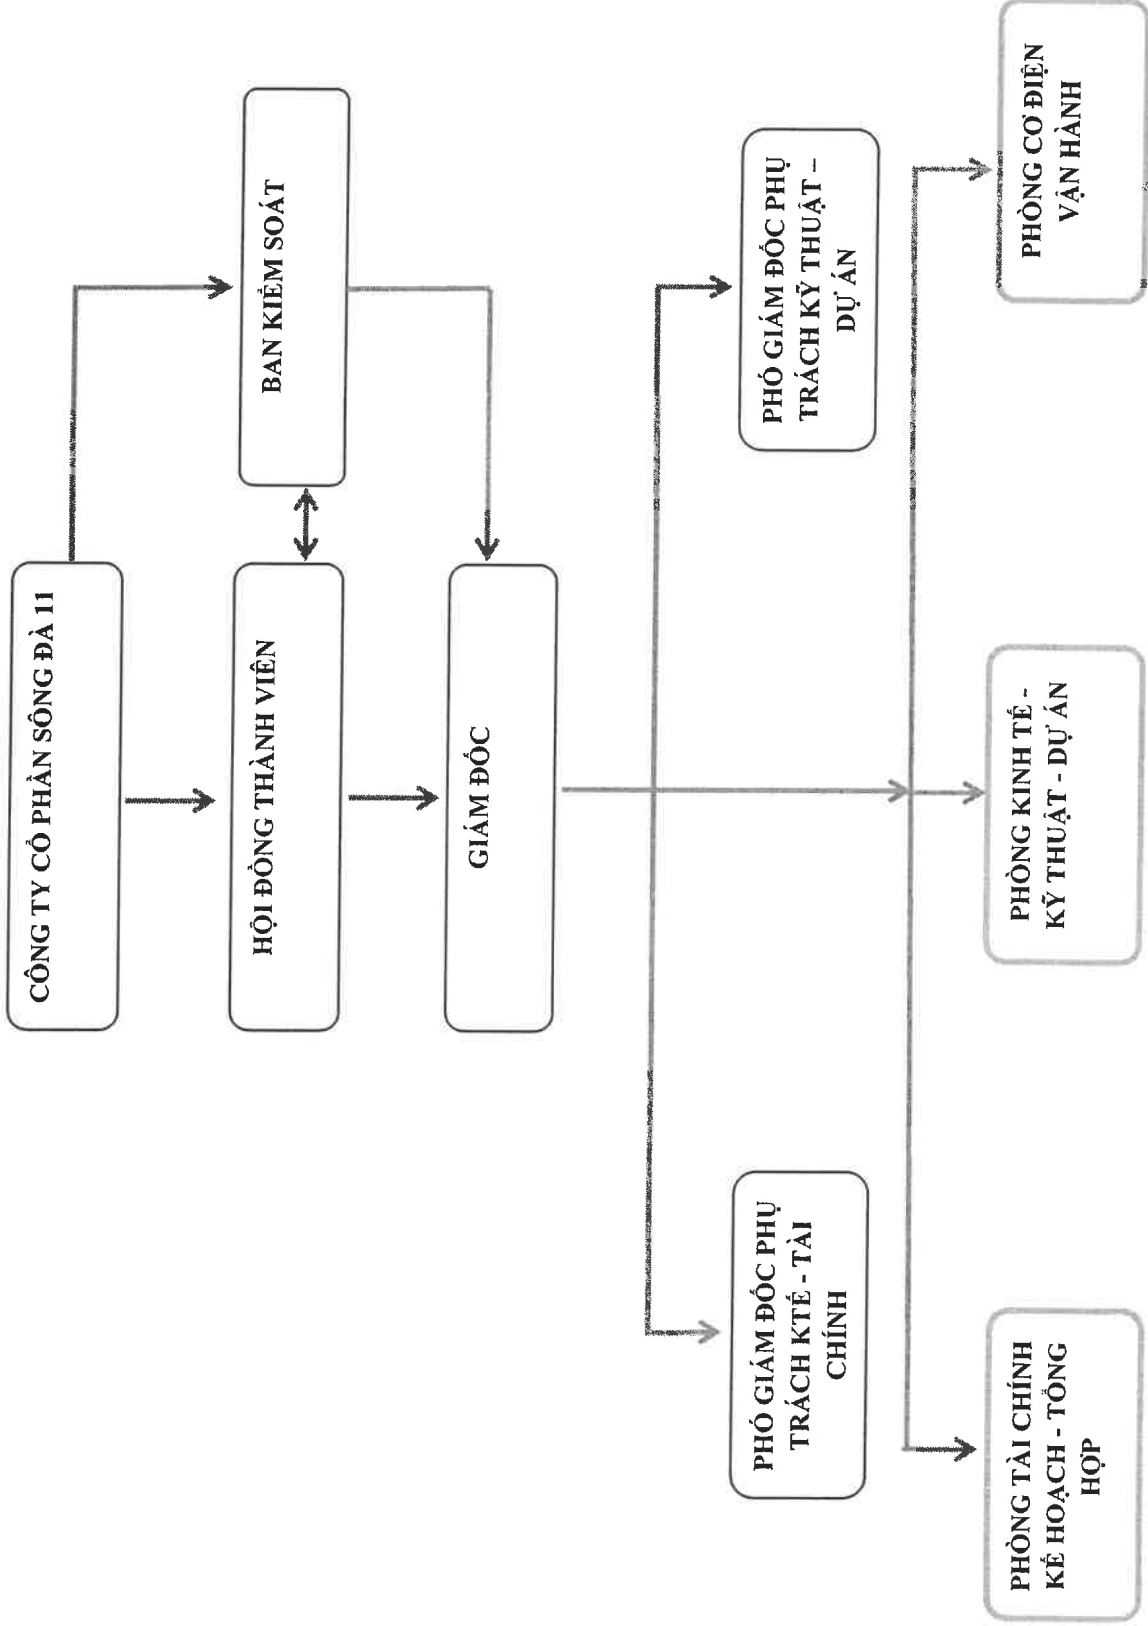 CÔNG TY CỔ PHẦN SÔNG ĐÀ 11
HỘI ĐỒNG THÀNH VIÊN
BAN KIỂM SOÁT
GIÁM ĐỐC
PHÓ GIÁM ĐỐC PHỤ
TRÁCH KTẾ - TÀI
CHÍNH
PHÓ GIÁM ĐỐC PHỤ
TRÁCH KỸ THUẬT –
DỰ ÁN
PHÒNG TÀI CHÍNH
KẾ HOẠCH - TỔNG
HỢP
PHÒNG KINH TẾ -
KỸ THUẬT - DỰ ÁN
PHÒNG CƠ ĐIỆN
VẬN HÀNH